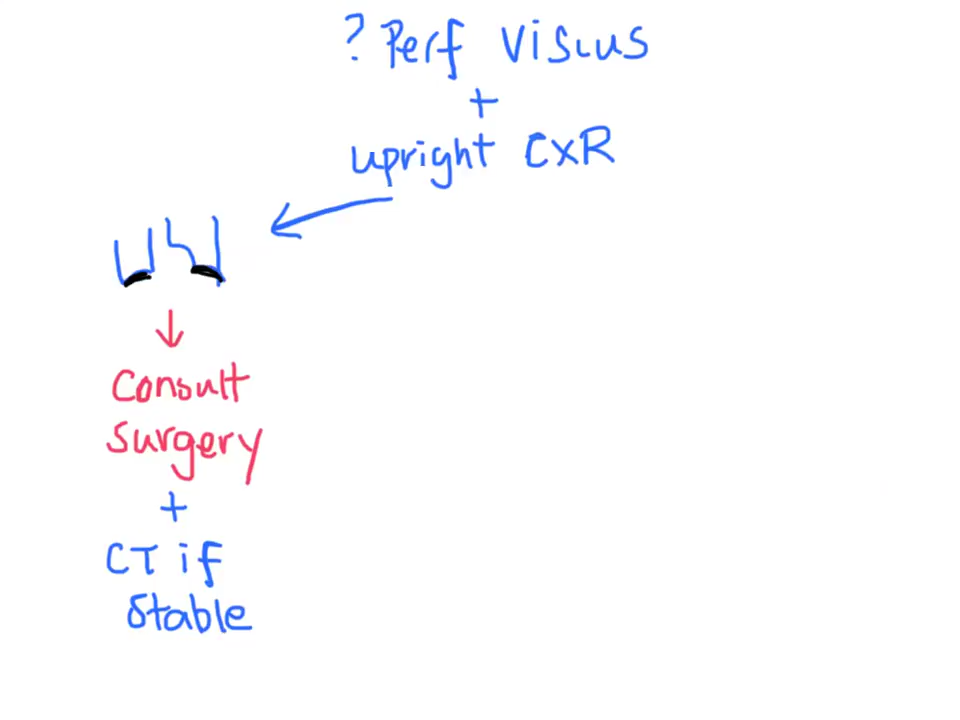 ? Perf Viscus
+
upright CXR
Consult
surgery
+
CT if
stable